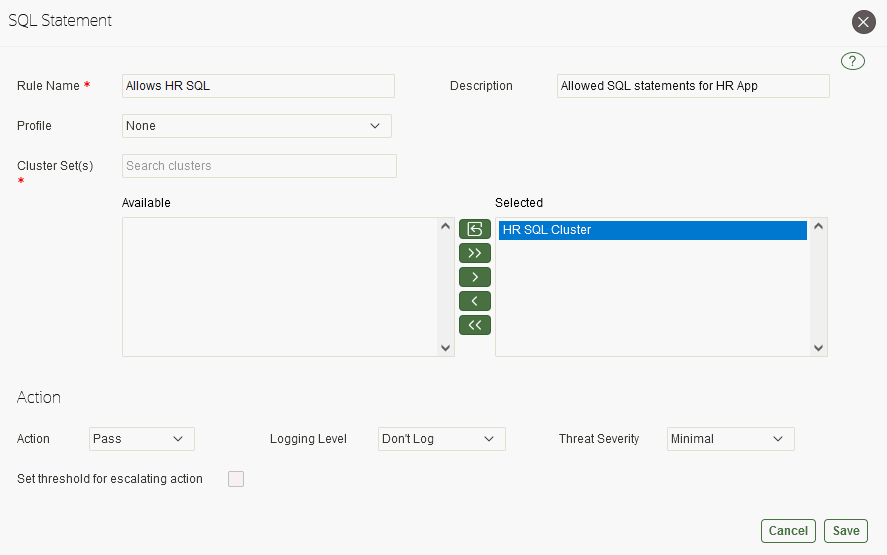 SQL Statement
?
Rule Name * Allows HR SQL Description Allowed SQL statements for HR App
Profile None
Cluster Set(s) Search clusters
*
Available Selected
HR SQL Cluster
Action
Action Pass Logging Level Don't Log Threat Severity Minimal
Set threshold for escalating action
Cancel Save